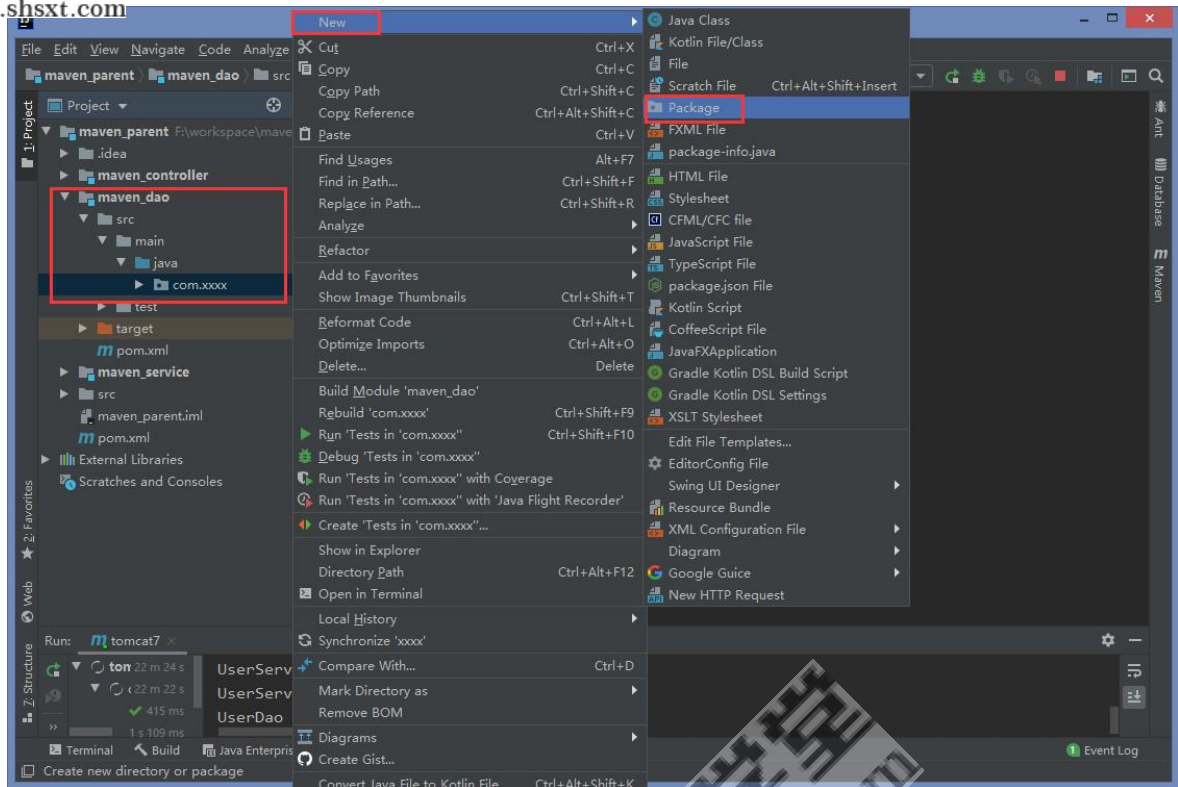 .shsxt.com
File Edit View Navigate Code Analyze
maven_parent maven_dao src
1: Project
Project
maven_parent F:\workspace\mave
.idea
maven_controller
maven_dao
src
main
java
com.xxxx
test
target
pom.xml
maven_service
src
maven_parent.iml
pom.xml
External Libraries
Scratches and Consoles
2: Favorites
Web
Z: Structure
New
Cut Ctrl+X
Copy Ctrl+C
Copy Path Ctrl+Shift+C
Copy Reference Ctrl+Alt+Shift+C
Paste Ctrl+V
Find Usages Alt+F7
Find in Path... Ctrl+Shift+F
Replace in Path... Ctrl+Shift+R
Analyze
Refactor
Add to Favorites
Show Image Thumbnails Ctrl+Shift+T
Reformat Code Ctrl+Alt+L
Optimize Imports Ctrl+Alt+O
Delete... Delete
Build Module 'maven_dao'
Rebuild 'com.xxxx' Ctrl+Shift+F9
Run 'Tests in 'com.xxxx'' Ctrl+Shift+F10
Debug 'Tests in 'com.xxxx''
Run 'Tests in 'com.xxxx'' with Coverage
Run 'Tests in 'com.xxxx'' with 'Java Flight Recorder'
Create 'Tests in 'com.xxxx''...
Show in Explorer
Directory Path Ctrl+Alt+F12
Open in Terminal
Local History
Synchronize 'xxxx'
Compare With... Ctrl+D
Mark Directory as
Remove BOM
Diagrams
Create Gist...
Convert Java File to Kotlin File Ctrl+Alt+Shift+K
Java Class
Kotlin File/Class
File
Scratch File Ctrl+Alt+Shift+Insert
Package
FXML File
package-info.java
HTML File
Stylesheet
CFML/CFC file
JavaScript File
TypeScript File
package.json File
Kotlin Script
CoffeeScript File
JavaFXApplication
Gradle Kotlin DSL Build Script
Gradle Kotlin DSL Settings
XSLT Stylesheet
Edit File Templates...
EditorConfig File
Swing UI Designer
Resource Bundle
XML Configuration File
Diagram
Google Guice
New HTTP Request
Ant
Database
Maven
Run: tomcat7
22 m 24 s UserServ
22 m 22 s UserServ
415 ms UserDao
1 s 109 ms
Terminal Build Java Enterpris
1 Event Log
Create new directory or package